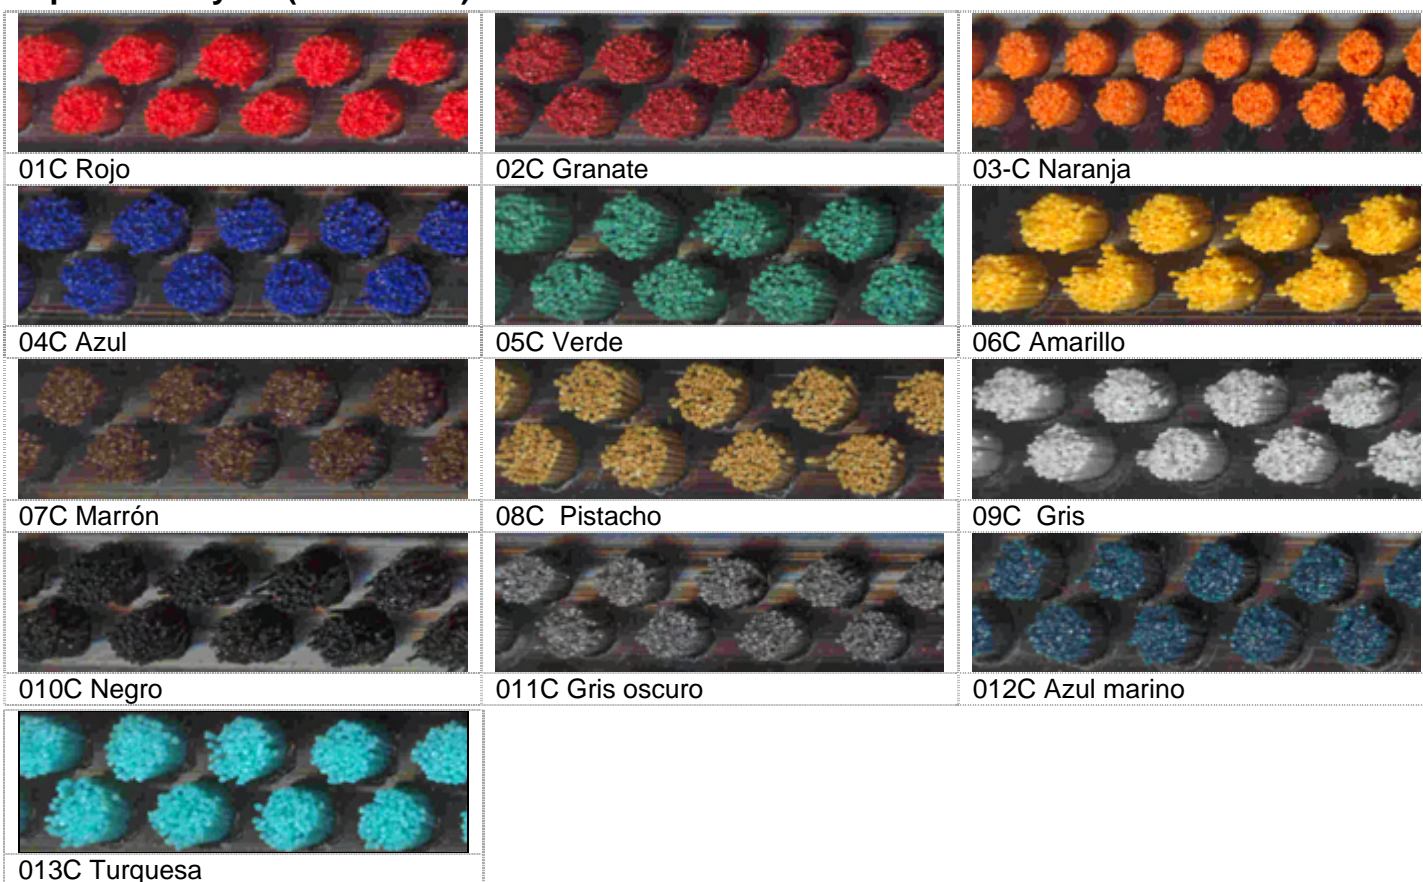 01C Rojo
02C Granate
03-C Naranja
04C Azul
05C Verde
06C Amarillo
07C Marrón
08C  Pistacho
09C  Gris
010C Negro
011C Gris oscuro
012C Azul marino
013C Turquesa